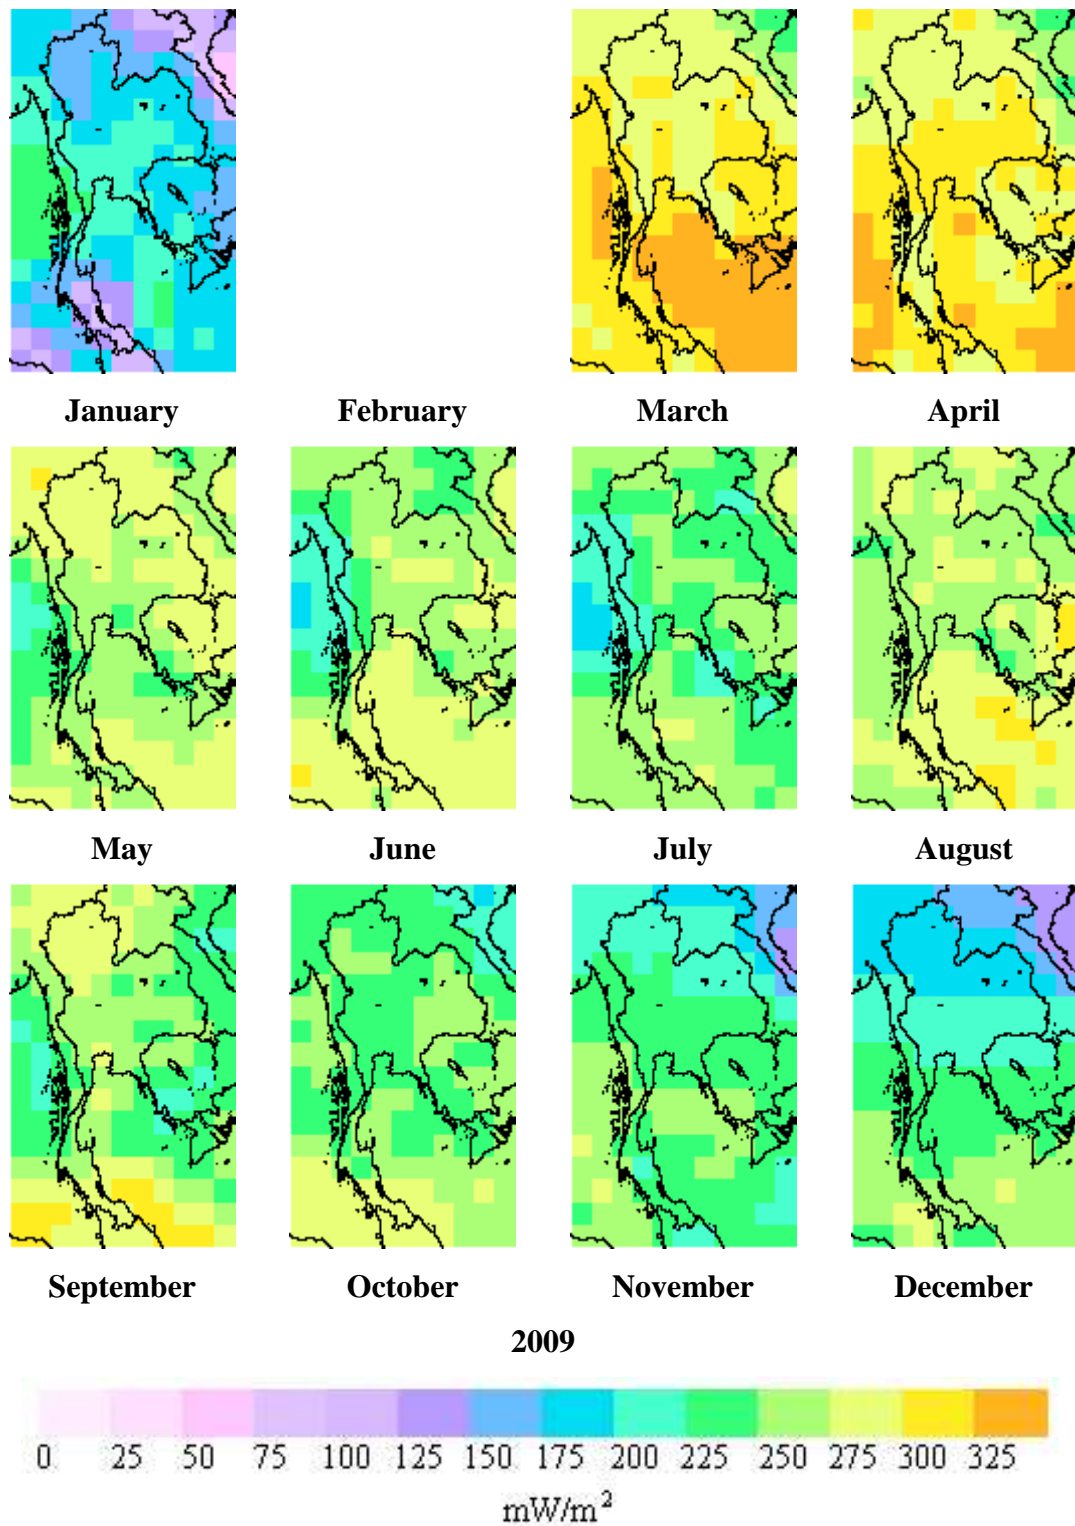 January February March April
May June July August
September October November December
2009
0 25 50 75 100 125 150 175 200 225 250 275 300 325
mW/m²